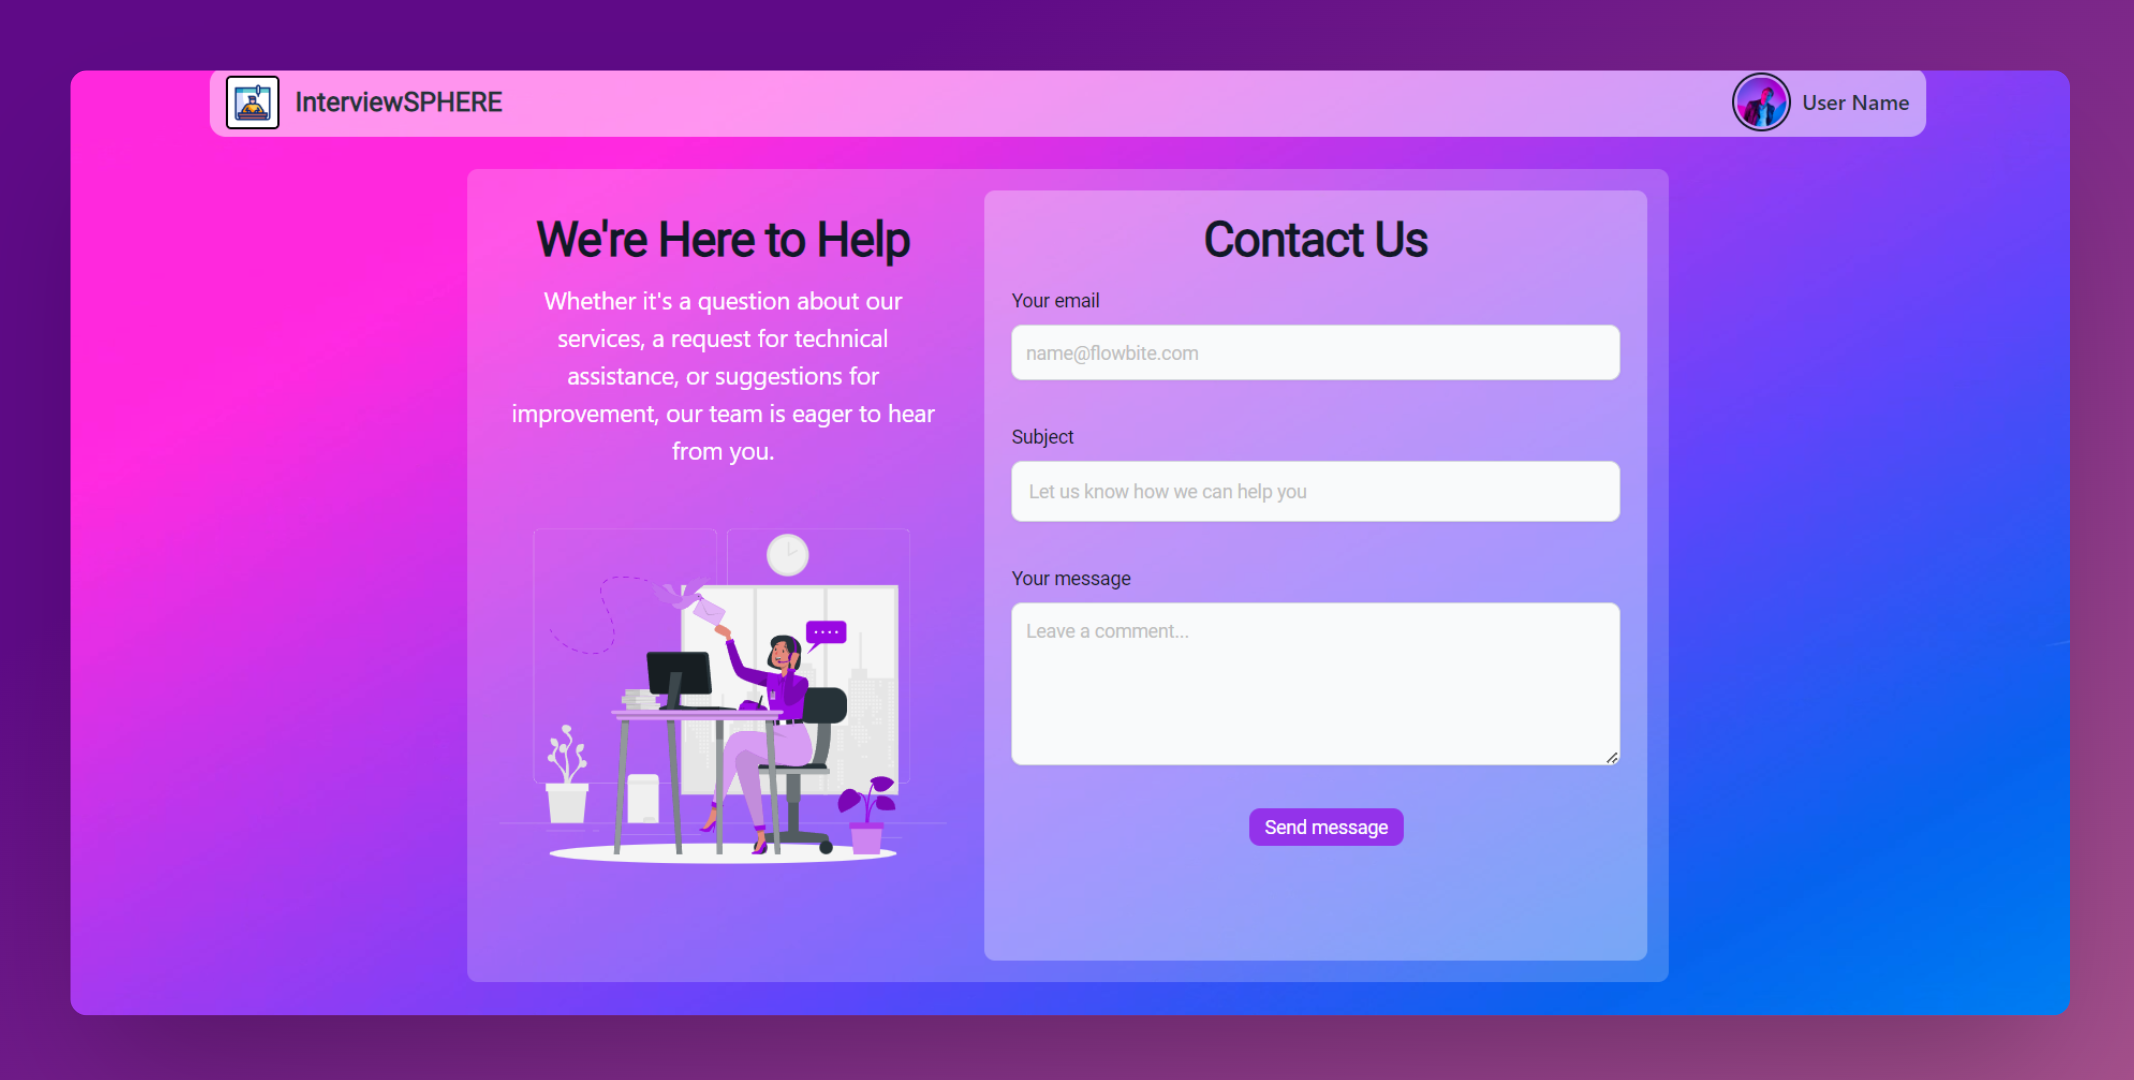 InterviewSPHERE
User Name
We're Here to Help
Whether it's a question about our
services, a request for technical
assistance, or suggestions for
improvement, our team is eager to hear
from you.
Contact Us
Your email
name@flowbite.com
Subject
Let us know how we can help you
Your message
Leave a comment...
Send message